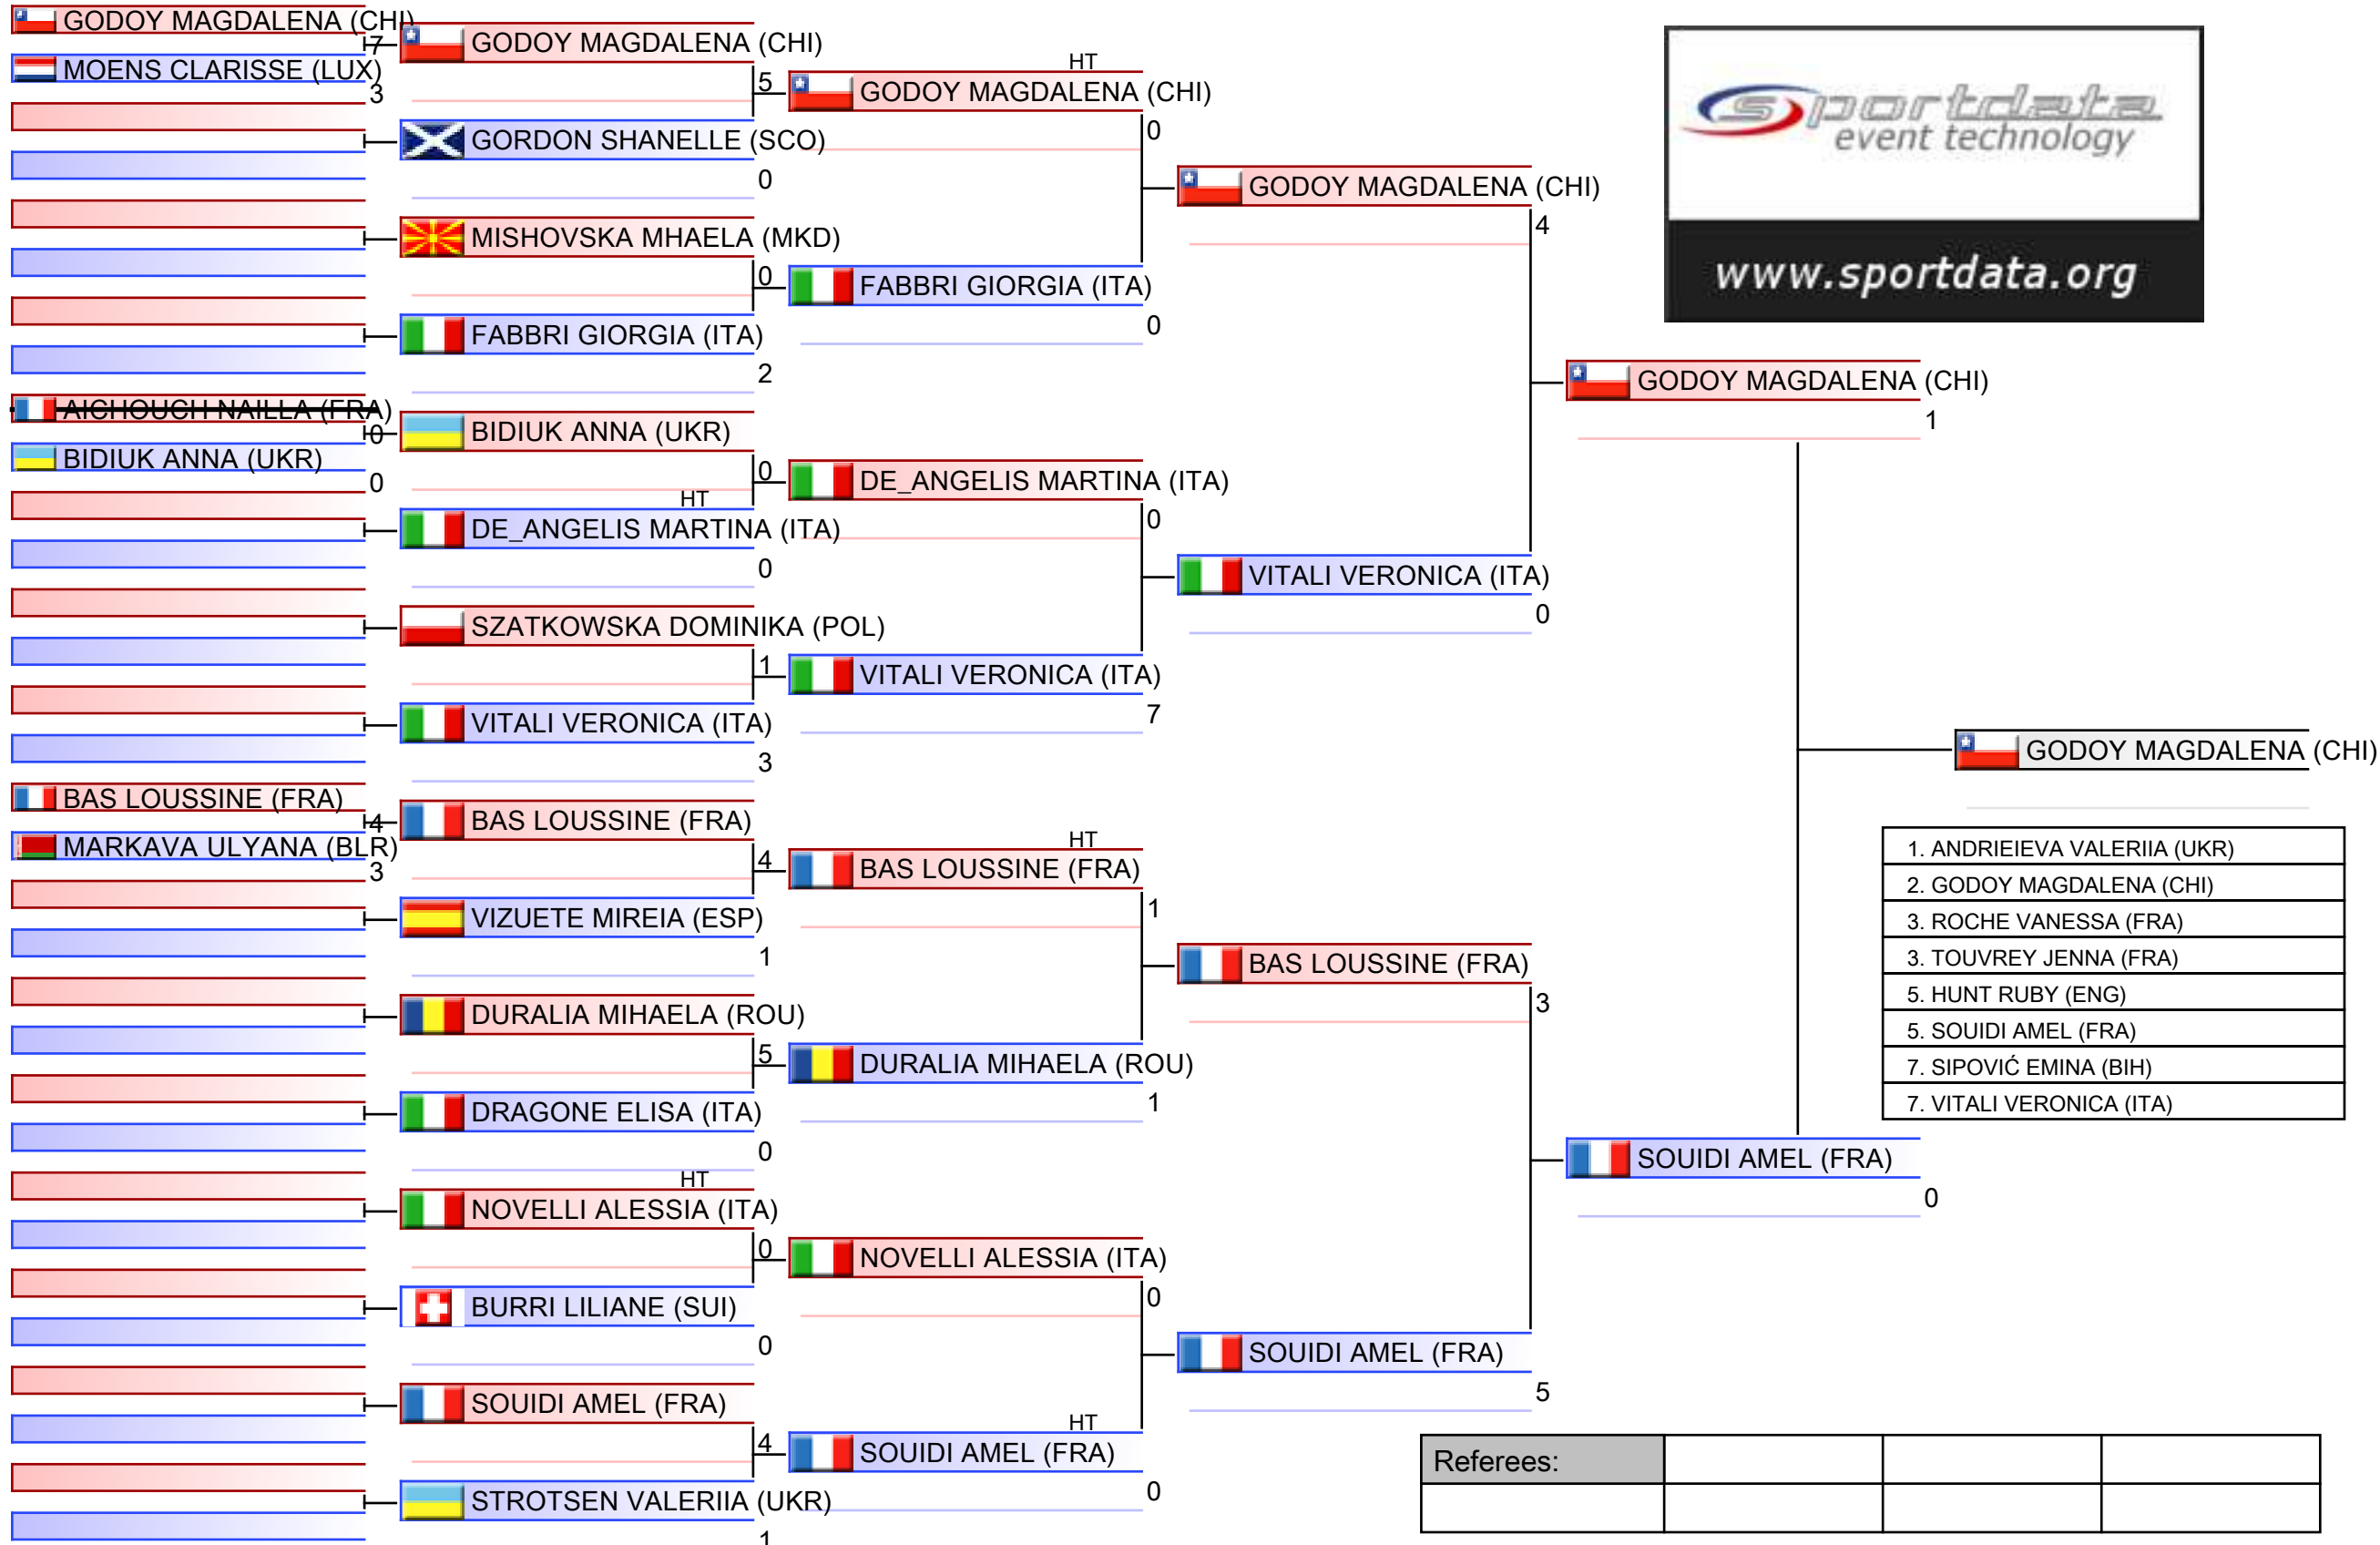 GODOY MAGDALENA (CHI)
7
MOENS CLARISSE (LUX)
3
AICHOUCH NAILLA (FRA)
0
BIDIUK ANNA (UKR)
0
BAS LOUSSINE (FRA)
4
MARKAVA ULYANA (BLR)
3
GODOY MAGDALENA (CHI)
5
GORDON SHANELLE (SCO)
0
MISHOVSKA MHAELA (MKD)
0
FABBRI GIORGIA (ITA)
2
BIDIUK ANNA (UKR)
0
HT
DE_ANGELIS MARTINA (ITA)
0
SZATKOWSKA DOMINIKA (POL)
1
VITALI VERONICA (ITA)
3
BAS LOUSSINE (FRA)
4
VIZUETE MIREIA (ESP)
1
DURALIA MIHAELA (ROU)
5
DRAGONE ELISA (ITA)
0
HT
NOVELLI ALESSIA (ITA)
0
BURRI LILIANE (SUI)
0
SOUIDI AMEL (FRA)
4
STROTSEN VALERIIA (UKR)
1
HT
GODOY MAGDALENA (CHI)
0
FABBRI GIORGIA (ITA)
0
DE_ANGELIS MARTINA (ITA)
0
VITALI VERONICA (ITA)
7
HT
BAS LOUSSINE (FRA)
1
DURALIA MIHAELA (ROU)
1
NOVELLI ALESSIA (ITA)
0
HT
SOUIDI AMEL (FRA)
0
GODOY MAGDALENA (CHI)
4
VITALI VERONICA (ITA)
0
BAS LOUSSINE (FRA)
3
SOUIDI AMEL (FRA)
5
GODOY MAGDALENA (CHI)
1
SOUIDI AMEL (FRA)
0
GODOY MAGDALENA (CHI)
sportdata
event technology
www.sportdata.org
1. ANDRIEIEVA VALERIIA (UKR)
2. GODOY MAGDALENA (CHI)
3. ROCHE VANESSA (FRA)
3. TOUVREY JENNA (FRA)
5. HUNT RUBY (ENG)
5. SOUIDI AMEL (FRA)
7. SIPOVIĆ EMINA (BIH)
7. VITALI VERONICA (ITA)
Referees: